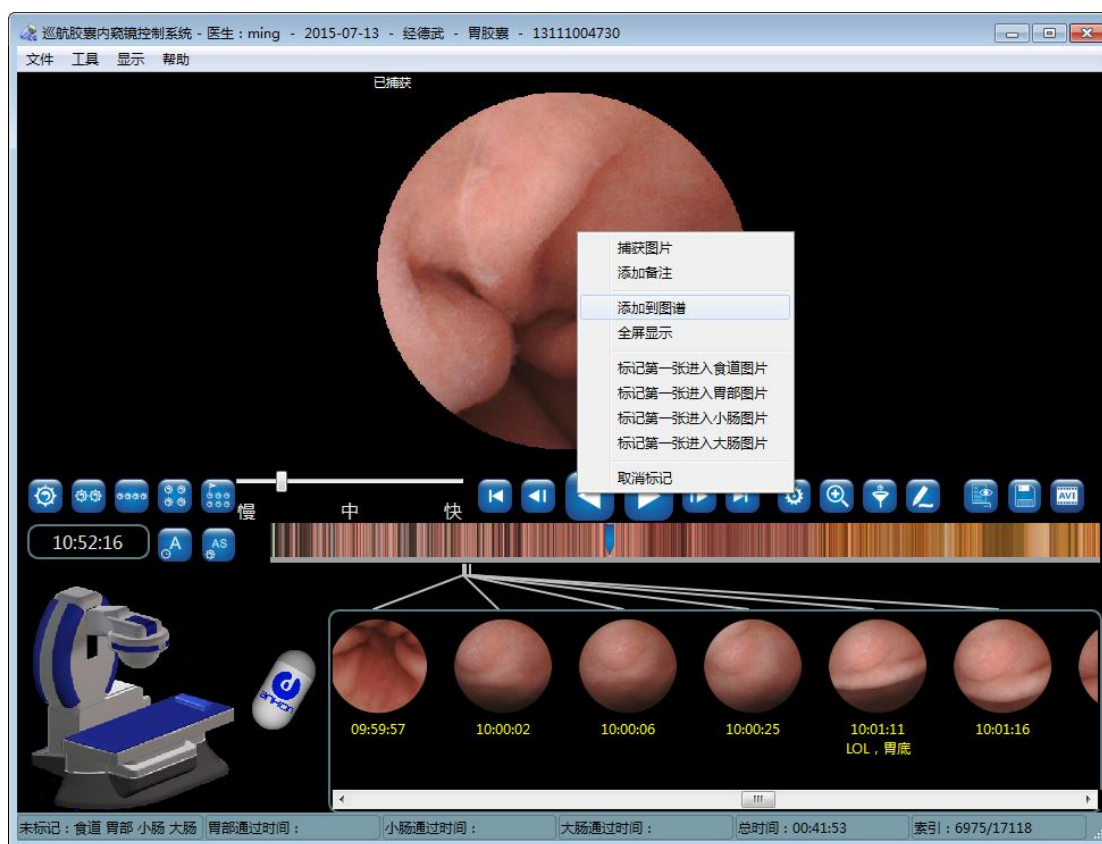 巡航胶囊内窥镜控制系统 - 医生：ming - 2015-07-13 - 经德武 - 胃胶囊 - 13111004730
文件 工具 显示 帮助
已捕获
捕获图片
添加备注
添加到图谱
全屏显示
标记第一张进入食道图片
标记第一张进入胃部图片
标记第一张进入小肠图片
标记第一张进入大肠图片
取消标记
慢 中 快
AVI
10:52:16 A AS
ANKON
09:59:57 10:00:02 10:00:06 10:00:25 10:01:11 10:01:16
LOL，胃底
未标记：食道 胃部 小肠 大肠 胃部通过时间： 小肠通过时间： 大肠通过时间： 总时间：00:41:53 索引：6975/17118